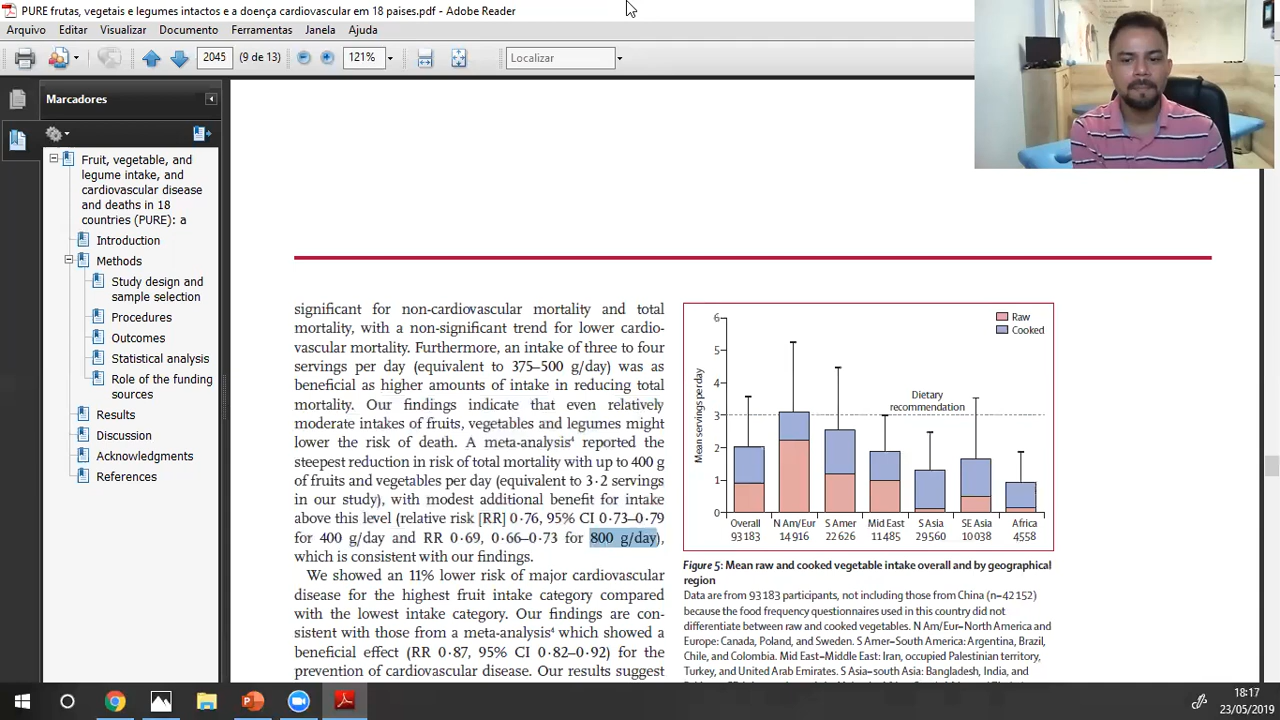 PURE frutas, vegetais e legumes intactos e a doença cardiovascular em 18 paises.pdf - Adobe Reader
Arquivo Editar Visualizar Documento Ferramentas Janela Ajuda
2045 (9 de 13) 121% Localizar
Marcadores
Fruit, vegetable, and
legume intake, and
cardiovascular disease
and deaths in 18
countries (PURE): a
Introduction
Methods
Study design and
sample selection
Procedures
Outcomes
Statistical analysis
Role of the funding
sources
Results
Discussion
Acknowledgments
References
significant for non-cardiovascular mortality and total
mortality, with a non-significant trend for lower cardio-
vascular mortality. Furthermore, an intake of three to four
servings per day (equivalent to 375–500 g/day) was as
beneficial as higher amounts of intake in reducing total
mortality. Our findings indicate that even relatively
moderate intakes of fruits, vegetables and legumes might
lower the risk of death. A meta-analysis⁴ reported the
steepest reduction in risk of total mortality with up to 400 g
of fruits and vegetables per day (equivalent to 3·2 servings
in our study), with modest additional benefit for intake
above this level (relative risk [RR] 0·76, 95% CI 0·73–0·79
for 400 g/day and RR 0·69, 0·66–0·73 for 800 g/day),
which is consistent with our findings.
We showed an 11% lower risk of major cardiovascular
disease for the highest fruit intake category compared
with the lowest intake category. Our findings are con-
sistent with those from a meta-analysis⁴ which showed a
beneficial effect (RR 0·87, 95% CI 0·82–0·92) for the
prevention of cardiovascular disease. Our results suggest
Raw
Cooked
Mean servings per day
6
5
4
3
2
1
0
Dietary
recommendation
Overall N Am/Eur S Amer Mid East S Asia SE Asia Africa
93 183 14 916 22 626 11 485 29 560 10 038 4558
Figure 5: Mean raw and cooked vegetable intake overall and by geographical
region
Data are from 93 183 participants, not including those from China (n=42 152)
because the food frequency questionnaires used in this country did not
differentiate between raw and cooked vegetables. N Am/Eur–North America and
Europe: Canada, Poland, and Sweden. S Amer–South America: Argentina, Brazil,
Chile, and Colombia. Mid East–Middle East: Iran, occupied Palestinian territory,
Turkey, and United Arab Emirates. S Asia–south Asia: Bangladesh, India, and
18:17
23/05/2019